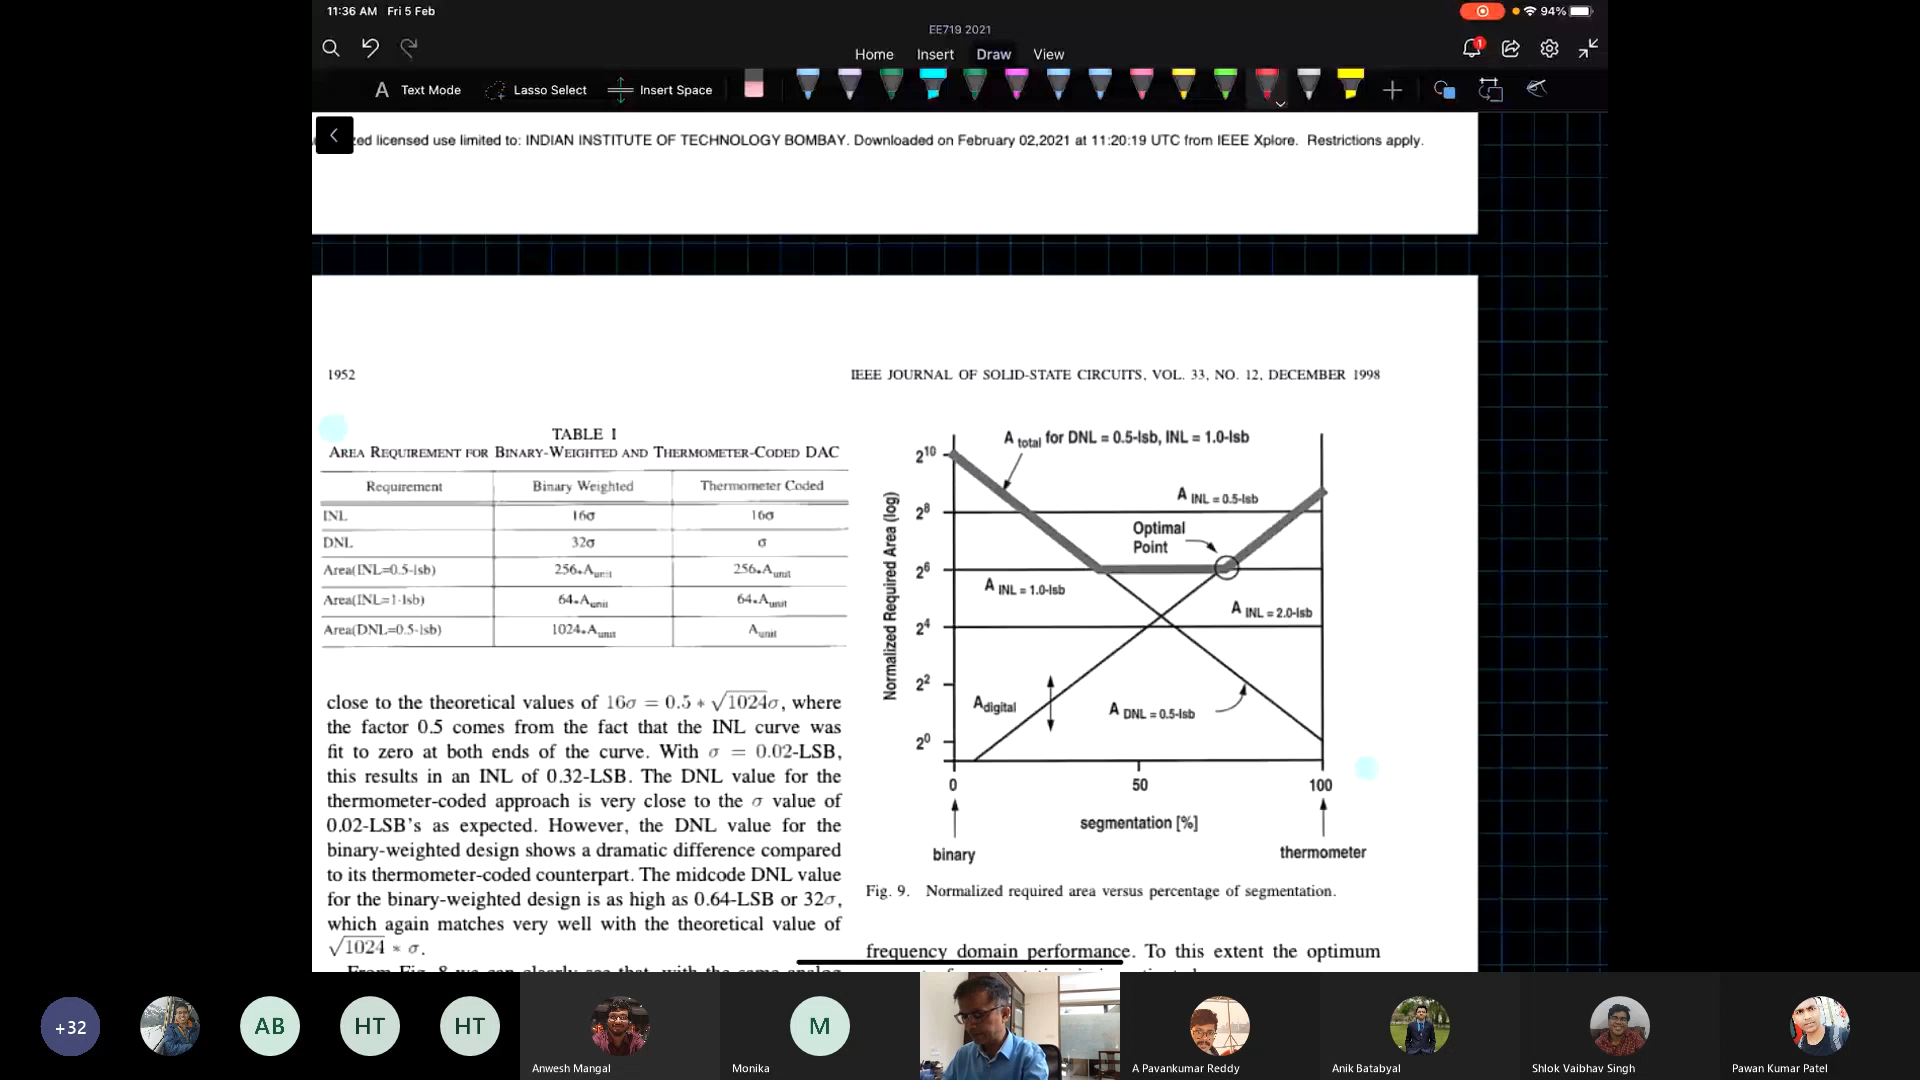 11:36 AM Fri 5 Feb
94%
EE719 2021
Home Insert Draw View
1
A Text Mode Lasso Select Insert Space
zed licensed use limited to: INDIAN INSTITUTE OF TECHNOLOGY BOMBAY. Downloaded on February 02,2021 at 11:20:19 UTC from IEEE Xplore. Restrictions apply.
1952
IEEE JOURNAL OF SOLID-STATE CIRCUITS, VOL. 33, NO. 12, DECEMBER 1998
TABLE I
AREA REQUIREMENT FOR BINARY-WEIGHTED AND THERMOMETER-CODED DAC
Requirement Binary Weighted Thermometer Coded
INL 16σ 16σ
DNL 32σ σ
Area(INL=0.5-lsb) 256*Aunit 256*Aunit
Area(INL=1-lsb) 64*Aunit 64*Aunit
Area(DNL=0.5-lsb) 1024*Aunit Aunit
close to the theoretical values of 16σ = 0.5 * √1024σ, where
the factor 0.5 comes from the fact that the INL curve was
fit to zero at both ends of the curve. With σ = 0.02-LSB,
this results in an INL of 0.32-LSB. The DNL value for the
thermometer-coded approach is very close to the σ value of
0.02-LSB's as expected. However, the DNL value for the
binary-weighted design shows a dramatic difference compared
to its thermometer-coded counterpart. The midcode DNL value
for the binary-weighted design is as high as 0.64-LSB or 32σ,
which again matches very well with the theoretical value of
√1024 * σ.
From Fig. 8 we can clearly see that, with the same analog
A total for DNL = 0.5-lsb, INL = 1.0-lsb
Normalized Required Area (log)
2^10
2^8
2^6
2^4
2^2
2^0
A INL = 0.5-lsb
Optimal
Point
A INL = 1.0-lsb
A INL = 2.0-lsb
Adigital
A DNL = 0.5-lsb
0 50 100
segmentation [%]
binary thermometer
Fig. 9. Normalized required area versus percentage of segmentation.
frequency domain performance. To this extent the optimum
+32
AB
HT
HT
Anwesh Mangal
M
Monika
A Pavankumar Reddy
Anik Batabyal
Shlok Vaibhav Singh
Pawan Kumar Patel